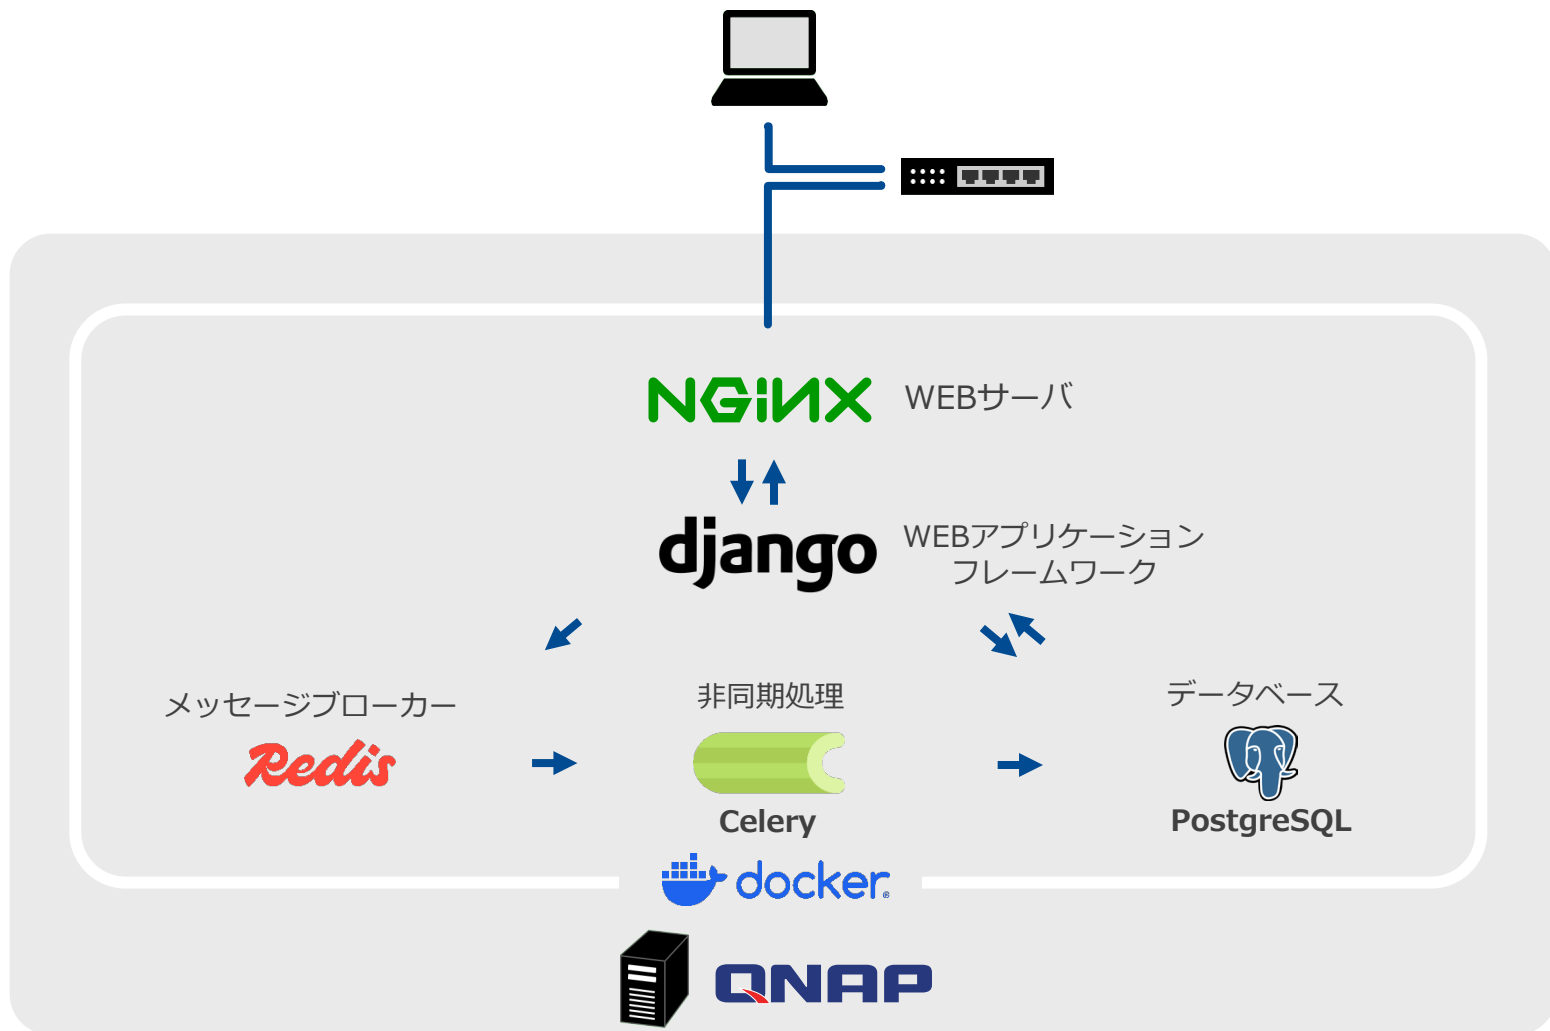 NGINX
WEBサーバ
django
WEBアプリケーション
フレームワーク
メッセージブローカー
非同期処理
データベース
Redis
Celery
PostgreSQL
docker®
QNAP